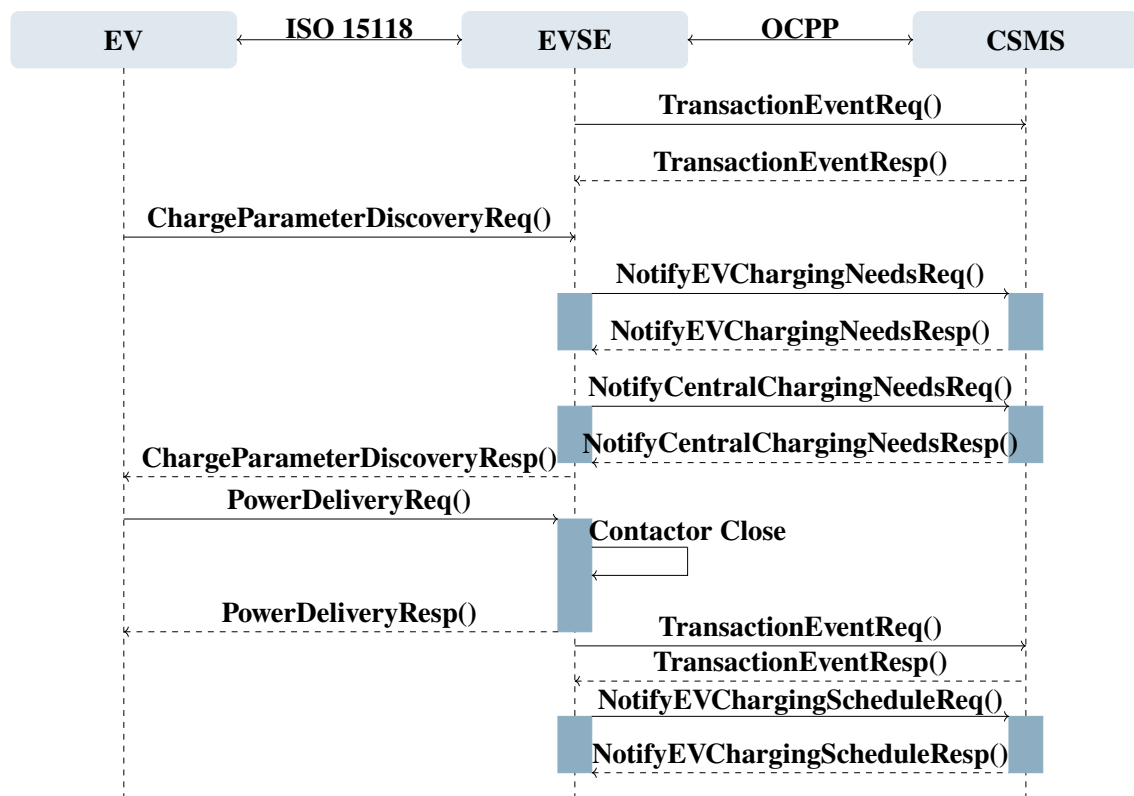 EV
ISO 15118
EVSE
OCPP
CSMS
TransactionEventReq()
TransactionEventResp()
ChargeParameterDiscoveryReq()
NotifyEVChargingNeedsReq()
NotifyEVChargingNeedsResp()
NotifyCentralChargingNeedsReq()
NotifyCentralChargingNeedsResp()
ChargeParameterDiscoveryResp()
PowerDeliveryReq()
Contactor Close
PowerDeliveryResp()
TransactionEventReq()
TransactionEventResp()
NotifyEVChargingScheduleReq()
NotifyEVChargingScheduleResp()